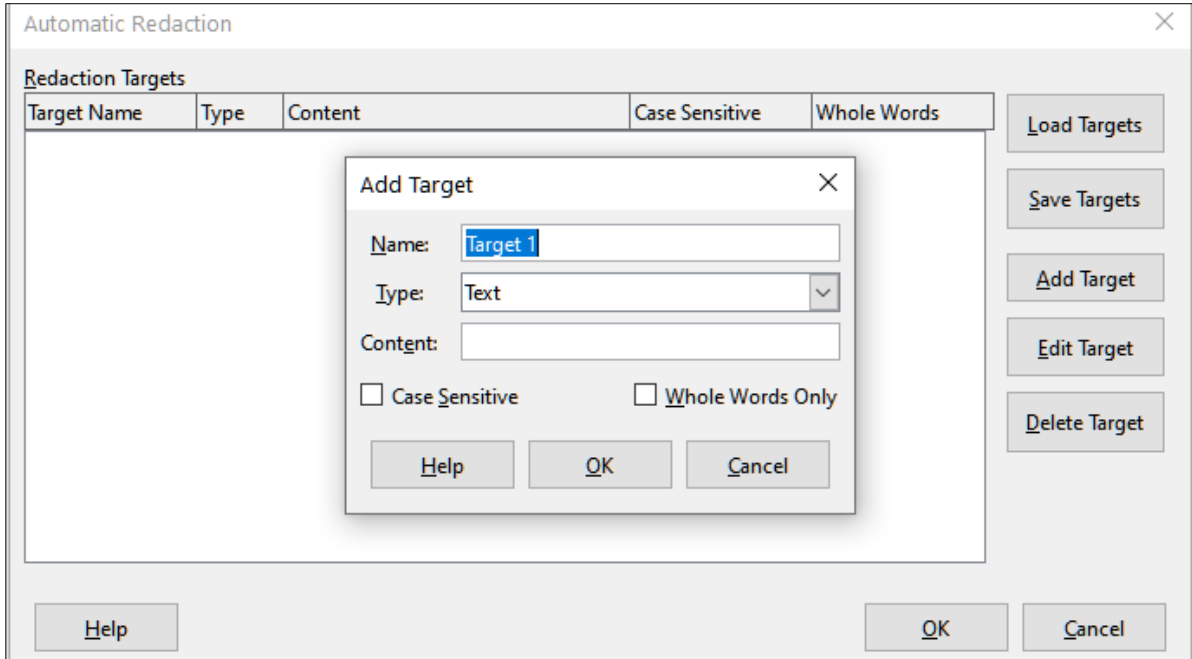 Automatic Redaction
Redaction Targets
Target Name Type Content Case Sensitive Whole Words
Load Targets
Save Targets
Add Target
Edit Target
Delete Target
Add Target
Name: Target 1
Type: Text
Content:
Case Sensitive Whole Words Only
Help OK Cancel
Help OK Cancel